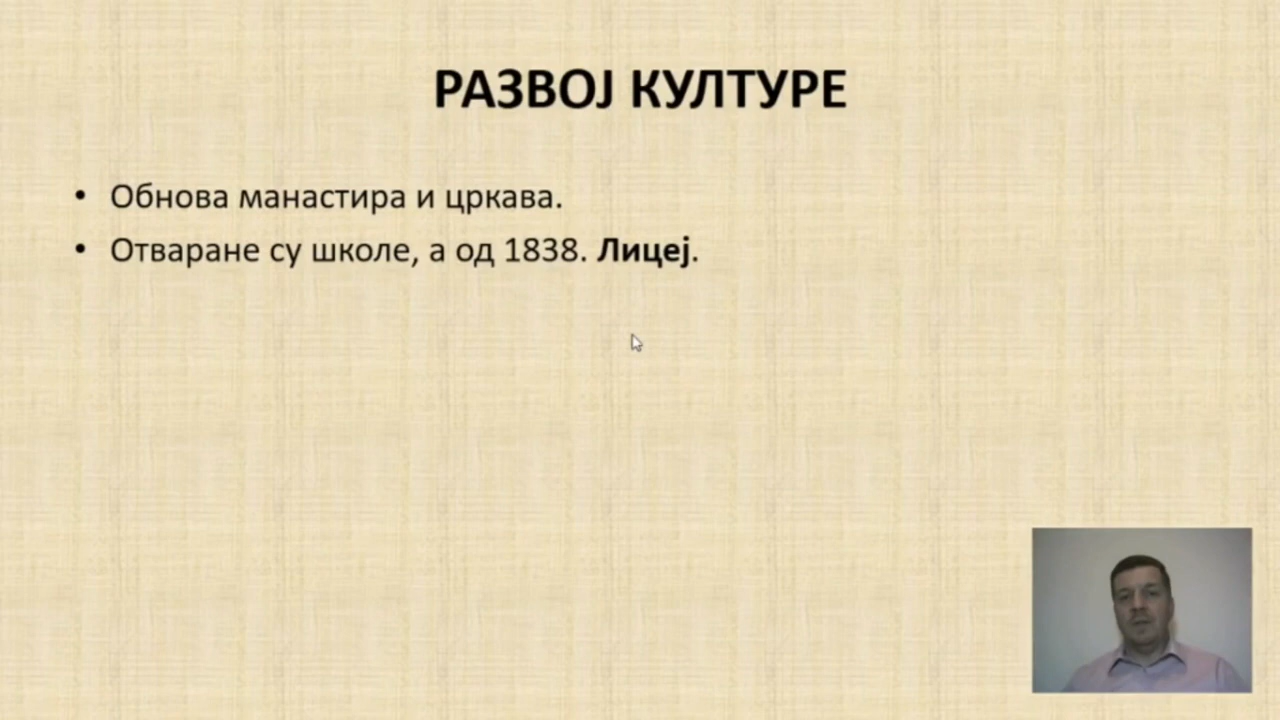 РАЗВОЈ КУЛТУРЕ
• Обнова манастира и цркава.
• Отваране су школе, а од 1838. Лицеј.